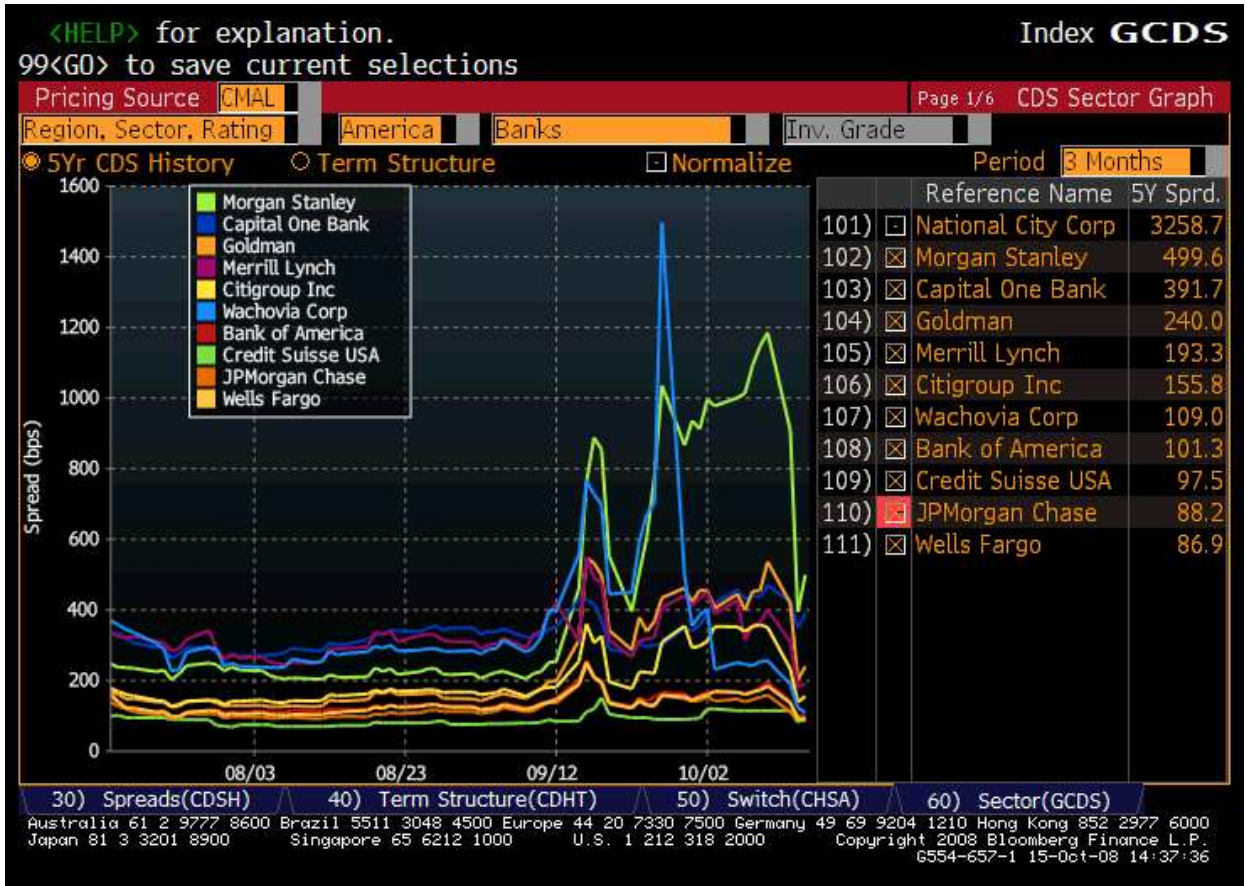 <HELP> for explanation.
Index GCDS
99<GO> to save current selections
Pricing Source CMAL
Page 1/6 CDS Sector Graph
Region, Sector, Rating America Banks Inv. Grade
5Yr CDS History Term Structure Normalize Period 3 Months
Reference Name 5Y Sprd.
101) National City Corp 3258.7
102) Morgan Stanley 499.6
103) Capital One Bank 391.7
104) Goldman 240.0
105) Merrill Lynch 193.3
106) Citigroup Inc 155.8
107) Wachovia Corp 109.0
108) Bank of America 101.3
109) Credit Suisse USA 97.5
110) JPMorgan Chase 88.2
111) Wells Fargo 86.9
Morgan Stanley
Capital One Bank
Goldman
Merrill Lynch
Citigroup Inc
Wachovia Corp
Bank of America
Credit Suisse USA
JPMorgan Chase
Wells Fargo
Spread (bps)
1600
1400
1200
1000
800
600
400
200
0
08/03 08/23 09/12 10/02
30) Spreads(CDSH) 40) Term Structure(CDHT) 50) Switch(CHSA) 60) Sector(GCDS)
Australia 61 2 9777 8600 Brazil 5511 3048 4500 Europe 44 20 7330 7500 Germany 49 69 9204 1210 Hong Kong 852 2977 6000
Japan 81 3 3201 8900 Singapore 65 6212 1000 U.S. 1 212 318 2000 Copyright 2008 Bloomberg Finance L.P.
G554-657-1 15-Oct-08 14:37:36